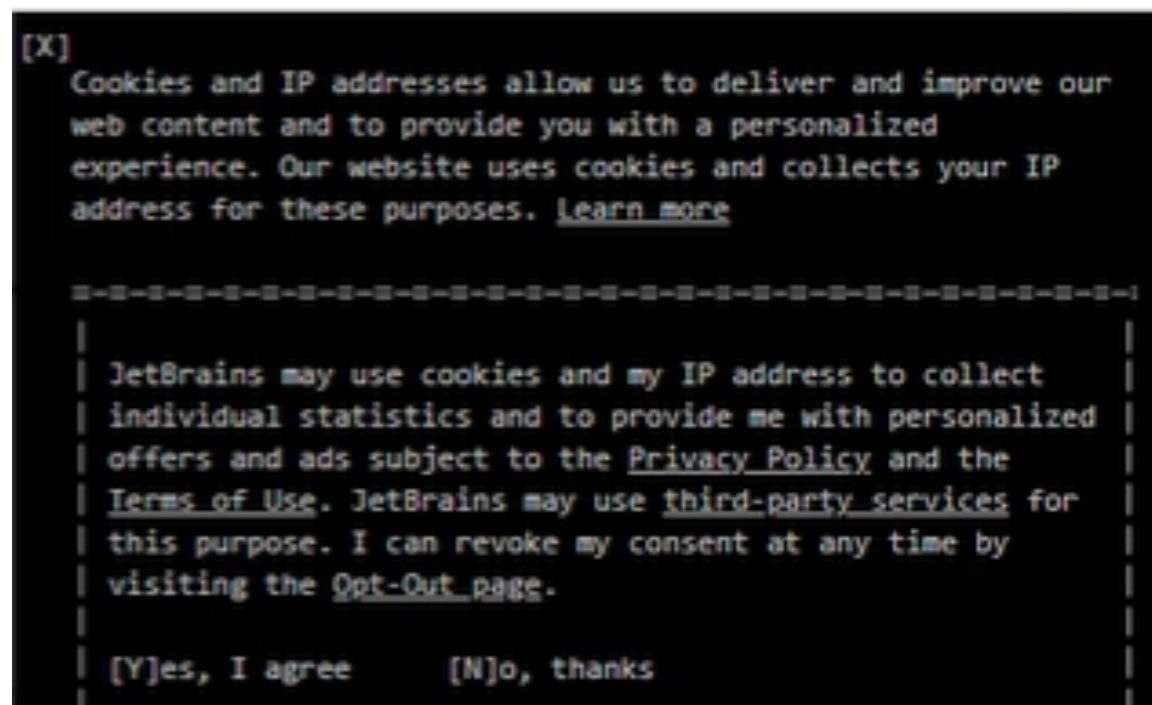 [X]
Cookies and IP addresses allow us to deliver and improve our
web content and to provide you with a personalized
experience. Our website uses cookies and collects your IP
address for these purposes. Learn more
=-=-=-=-=-=-=-=-=-=-=-=-=-=-=-=-=-=-=-=-=-=-=-=-=-=-=-=-:
JetBrains may use cookies and my IP address to collect
individual statistics and to provide me with personalized
offers and ads subject to the Privacy Policy and the
Terms of Use. JetBrains may use third-party services for
this purpose. I can revoke my consent at any time by
visiting the Opt-Out page.
[Y]es, I agree [N]o, thanks